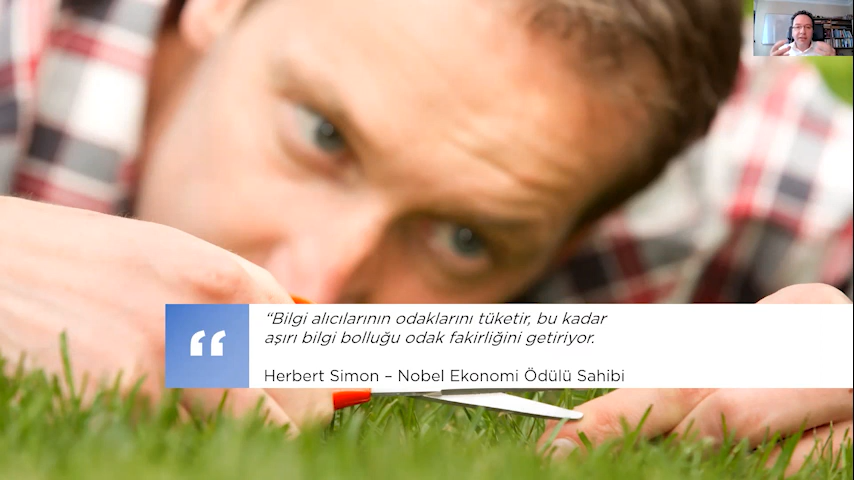 “Bilgi alıcılarının odaklarını tüketir, bu kadar
aşırı bilgi bolluğu odak fakirliğini getiriyor.
Herbert Simon – Nobel Ekonomi Ödülü Sahibi